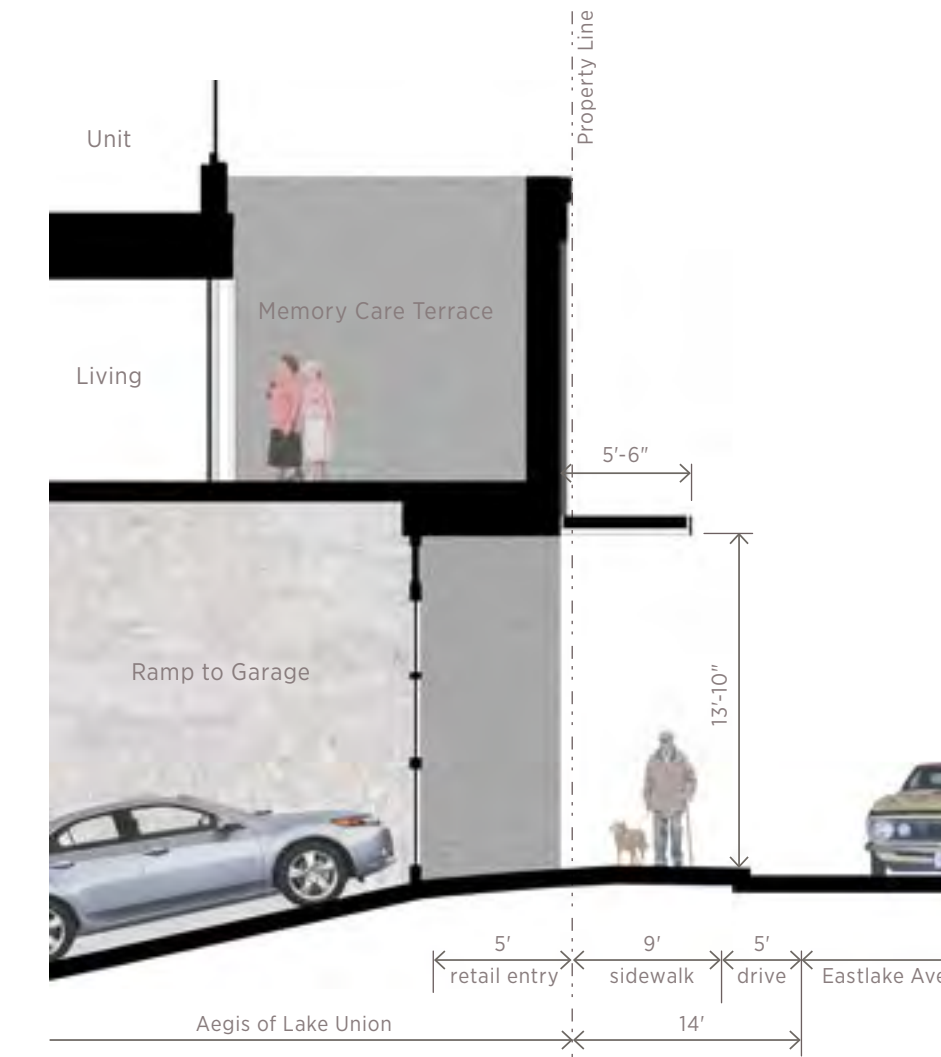 Property Line
Unit
Memory Care Terrace
Living
5'-6"
Ramp to Garage
13'-10"
5'
9'
5'
retail entry
sidewalk
drive
Eastlake Ave
Aegis of Lake Union
14'